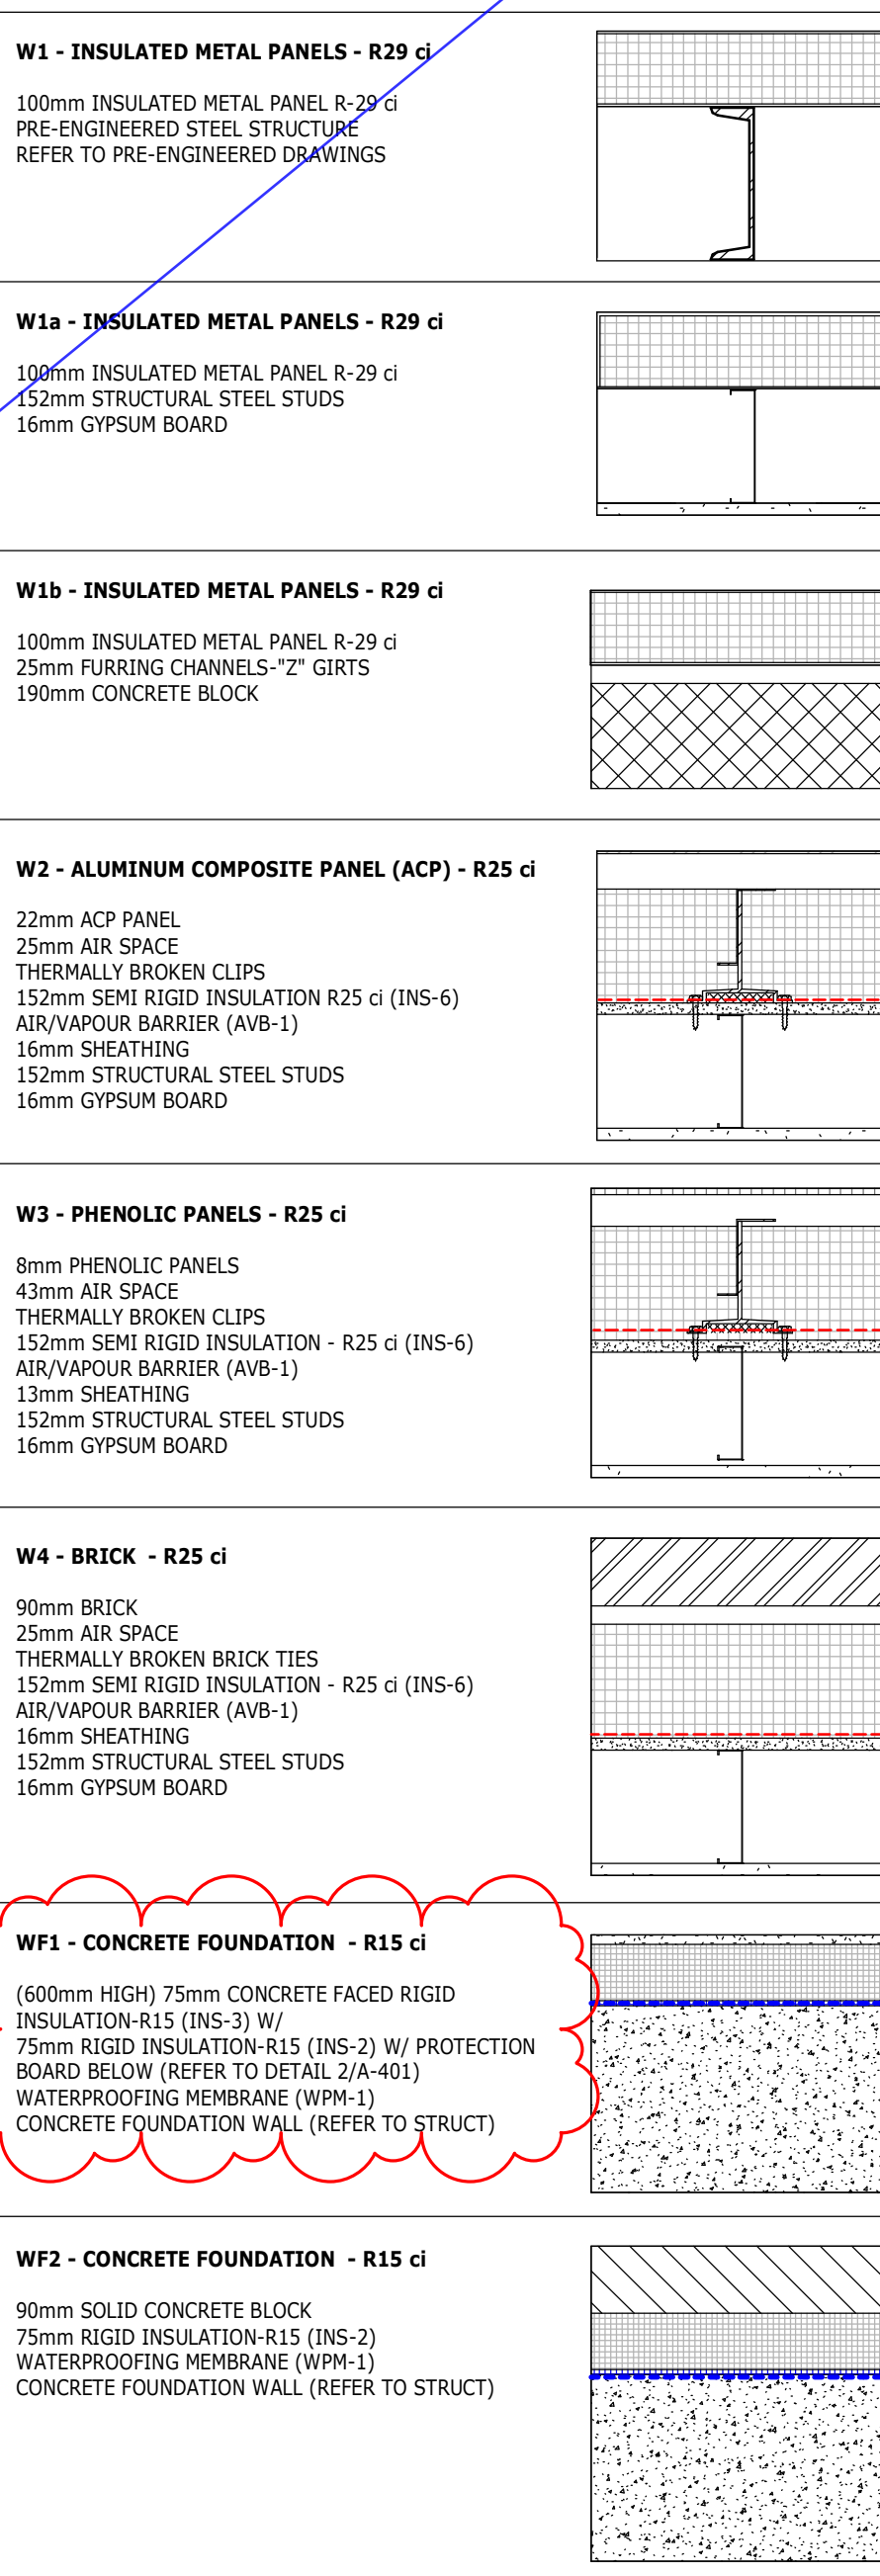 W1 - INSULATED METAL PANELS - R29 ci
100mm INSULATED METAL PANEL R-29 ci
PRE-ENGINEERED STEEL STRUCTURE
REFER TO PRE-ENGINEERED DRAWINGS
W1a - INSULATED METAL PANELS - R29 ci
100mm INSULATED METAL PANEL R-29 ci
152mm STRUCTURAL STEEL STUDS
16mm GYPSUM BOARD
W1b - INSULATED METAL PANELS - R29 ci
100mm INSULATED METAL PANEL R-29 ci
25mm FURRING CHANNELS-"Z" GIRTS
190mm CONCRETE BLOCK
W2 - ALUMINUM COMPOSITE PANEL (ACP) - R25 ci
22mm ACP PANEL
25mm AIR SPACE
THERMALLY BROKEN CLIPS
152mm SEMI RIGID INSULATION R25 ci (INS-6)
AIR/VAPOUR BARRIER (AVB-1)
16mm SHEATHING
152mm STRUCTURAL STEEL STUDS
16mm GYPSUM BOARD
W3 - PHENOLIC PANELS - R25 ci
8mm PHENOLIC PANELS
43mm AIR SPACE
THERMALLY BROKEN CLIPS
152mm SEMI RIGID INSULATION - R25 ci (INS-6)
AIR/VAPOUR BARRIER (AVB-1)
13mm SHEATHING
152mm STRUCTURAL STEEL STUDS
16mm GYPSUM BOARD
W4 - BRICK - R25 ci
90mm BRICK
25mm AIR SPACE
THERMALLY BROKEN BRICK TIES
152mm SEMI RIGID INSULATION - R25 ci (INS-6)
AIR/VAPOUR BARRIER (AVB-1)
16mm SHEATHING
152mm STRUCTURAL STEEL STUDS
16mm GYPSUM BOARD
WF1 - CONCRETE FOUNDATION - R15 ci
(600mm HIGH) 75mm CONCRETE FACED RIGID
INSULATION-R15 (INS-3) W/
75mm RIGID INSULATION-R15 (INS-2) W/ PROTECTION
BOARD BELOW (REFER TO DETAIL 2/A-401)
WATERPROOFING MEMBRANE (WPM-1)
CONCRETE FOUNDATION WALL (REFER TO STRUCT)
WF2 - CONCRETE FOUNDATION - R15 ci
90mm SOLID CONCRETE BLOCK
75mm RIGID INSULATION-R15 (INS-2)
WATERPROOFING MEMBRANE (WPM-1)
CONCRETE FOUNDATION WALL (REFER TO STRUCT)